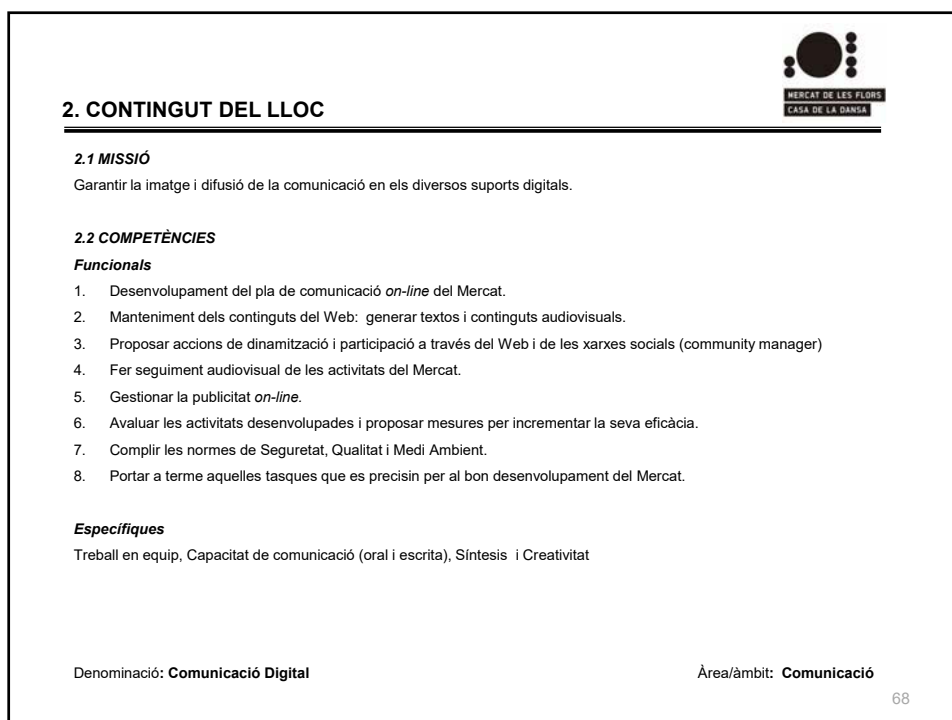 MERCAT DE LES FLORS
CASA DE LA DANSA
2. CONTINGUT DEL LLOC
2.1 MISSIÓ
Garantir la imatge i difusió de la comunicació en els diversos suports digitals.
2.2 COMPETÈNCIES
Funcionals
1. Desenvolupament del pla de comunicació on-line del Mercat.
2. Manteniment dels continguts del Web: generar textos i continguts audiovisuals.
3. Proposar accions de dinamització i participació a través del Web i de les xarxes socials (community manager)
4. Fer seguiment audiovisual de les activitats del Mercat.
5. Gestionar la publicitat on-line.
6. Avaluar les activitats desenvolupades i proposar mesures per incrementar la seva eficàcia.
7. Complir les normes de Seguretat, Qualitat i Medi Ambient.
8. Portar a terme aquelles tasques que es precisin per al bon desenvolupament del Mercat.
Específiques
Treball en equip, Capacitat de comunicació (oral i escrita), Síntesis i Creativitat
Denominació: Comunicació Digital Àrea/àmbit: Comunicació
68